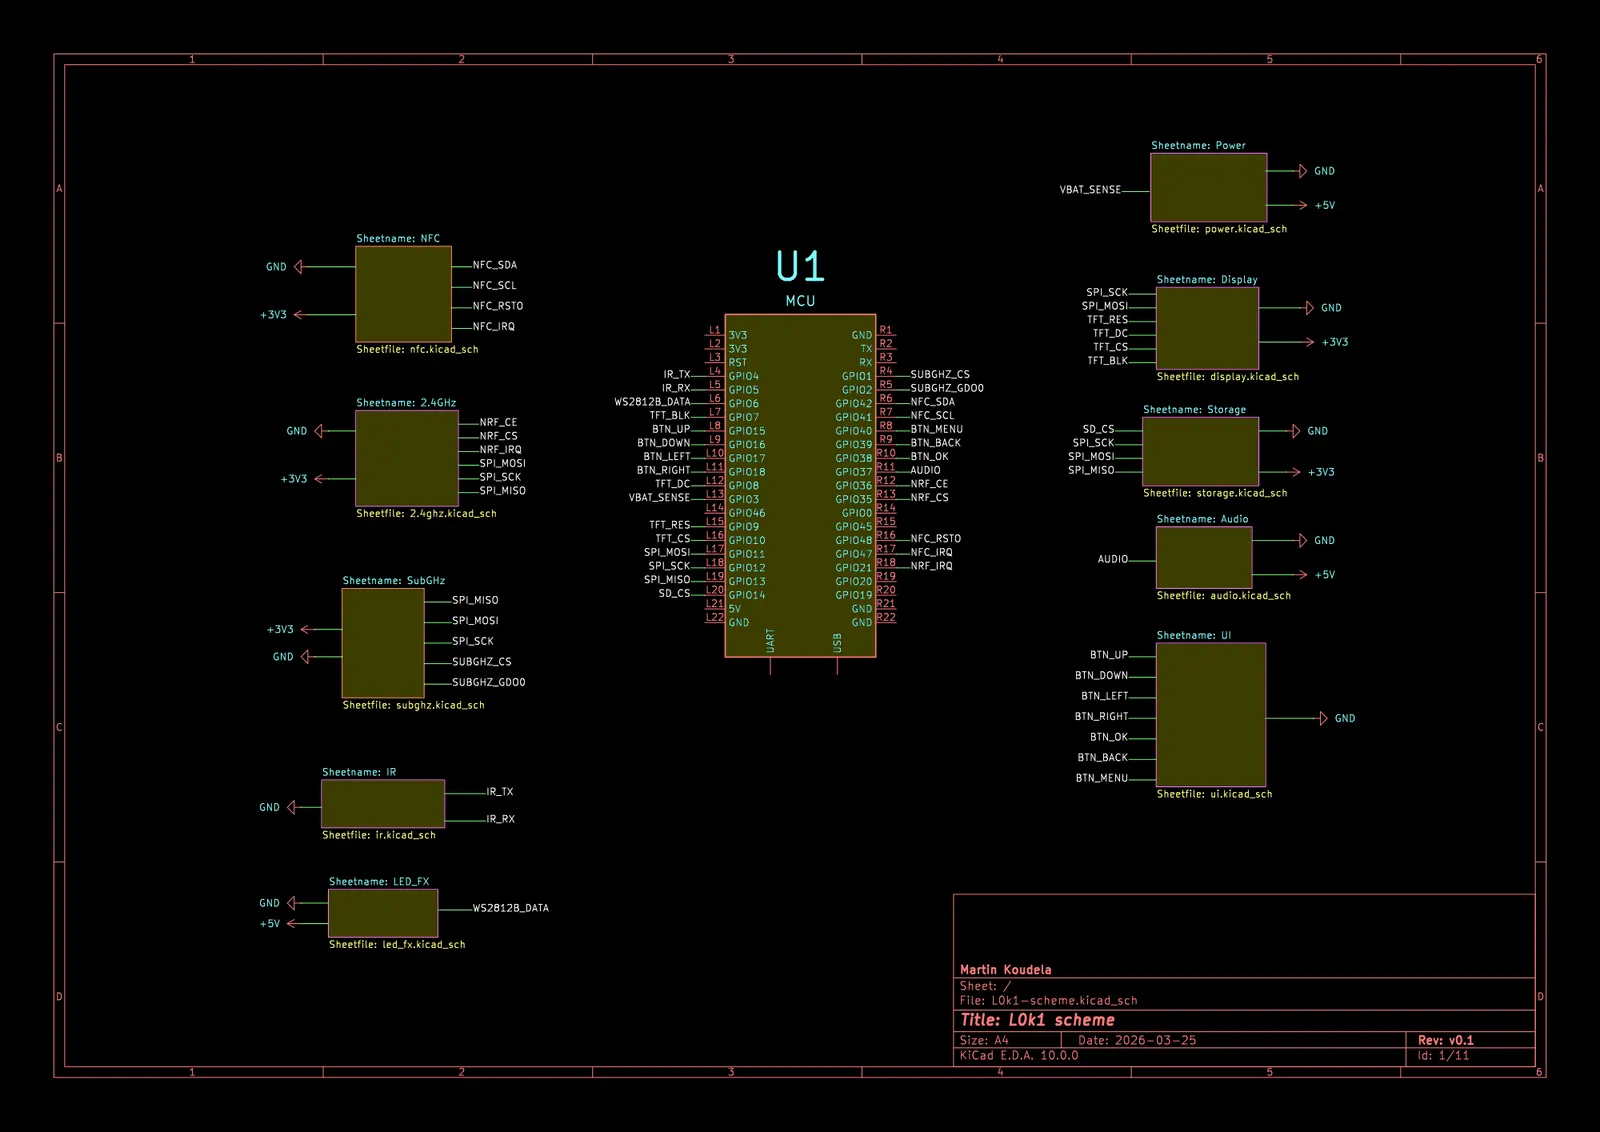 1 2 3 4 5 6
A A
Sheetname: Power
GND
VBAT_SENSE
+5V
Sheetfile: power.kicad_sch
Sheetname: NFC
GND
NFC_SDA
NFC_SCL
NFC_RSTO
+3V3
NFC_IRQ
Sheetfile: nfc.kicad_sch
Sheetname: 2.4GHz
NRF_CE
GND
NRF_CS
NRF_IRQ
SPI_MOSI
+3V3
SPI_SCK
SPI_MISO
Sheetfile: 2.4ghz.kicad_sch
Sheetname: SubGHz
SPI_MISO
SPI_MOSI
+3V3
SPI_SCK
GND
SUBGHZ_CS
SUBGHZ_GDO0
Sheetfile: subghz.kicad_sch
Sheetname: IR
IR_TX
GND
IR_RX
Sheetfile: ir.kicad_sch
Sheetname: LED_FX
GND
WS2812B_DATA
+5V
Sheetfile: led_fx.kicad_sch
U1
MCU
L1 3V3 GND R1
L2 3V3 TX R2
L3 RST RX R3
IR_TX L4 GPIO4 GPIO1 R4 SUBGHZ_CS
IR_RX L5 GPIO5 GPIO2 R5 SUBGHZ_GDO0
WS2812B_DATA L6 GPIO6 GPIO42 R6 NFC_SDA
TFT_BLK L7 GPIO7 GPIO41 R7 NFC_SCL
BTN_UP L8 GPIO15 GPIO40 R8 BTN_MENU
BTN_DOWN L9 GPIO16 GPIO39 R9 BTN_BACK
BTN_LEFT L10 GPIO17 GPIO38 R10 BTN_OK
BTN_RIGHT L11 GPIO18 GPIO37 R11 AUDIO
TFT_DC L12 GPIO8 GPIO36 R12 NRF_CE
VBAT_SENSE L13 GPIO3 GPIO35 R13 NRF_CS
L14 GPIO46 GPIO0 R14
TFT_RES L15 GPIO9 GPIO45 R15
TFT_CS L16 GPIO10 GPIO48 R16 NFC_RSTO
SPI_MOSI L17 GPIO11 GPIO47 R17 NFC_IRQ
SPI_SCK L18 GPIO12 GPIO21 R18 NRF_IRQ
SPI_MISO L19 GPIO13 GPIO20 R19
SD_CS L20 GPIO14 GPIO19 R20
L21 5V GND R21
L22 GND GND R22
UART USB
Sheetname: Display
SPI_SCK
SPI_MOSI
GND
TFT_RES
TFT_DC
+3V3
TFT_CS
TFT_BLK
Sheetfile: display.kicad_sch
Sheetname: Storage
SD_CS
GND
SPI_SCK
SPI_MOSI
SPI_MISO
+3V3
Sheetfile: storage.kicad_sch
B B
Sheetname: Audio
GND
AUDIO
+5V
Sheetfile: audio.kicad_sch
Sheetname: UI
BTN_UP
BTN_DOWN
BTN_LEFT
BTN_RIGHT
GND
BTN_OK
BTN_BACK
BTN_MENU
Sheetfile: ui.kicad_sch
C C
Martin Koudela
Sheet: /
File: L0k1-scheme.kicad_sch
Title: L0k1 scheme
Size: A4 Date: 2026-03-25 Rev: v0.1
KiCad E.D.A. 10.0.0 Id: 1/11
D D
1 2 3 4 5 6